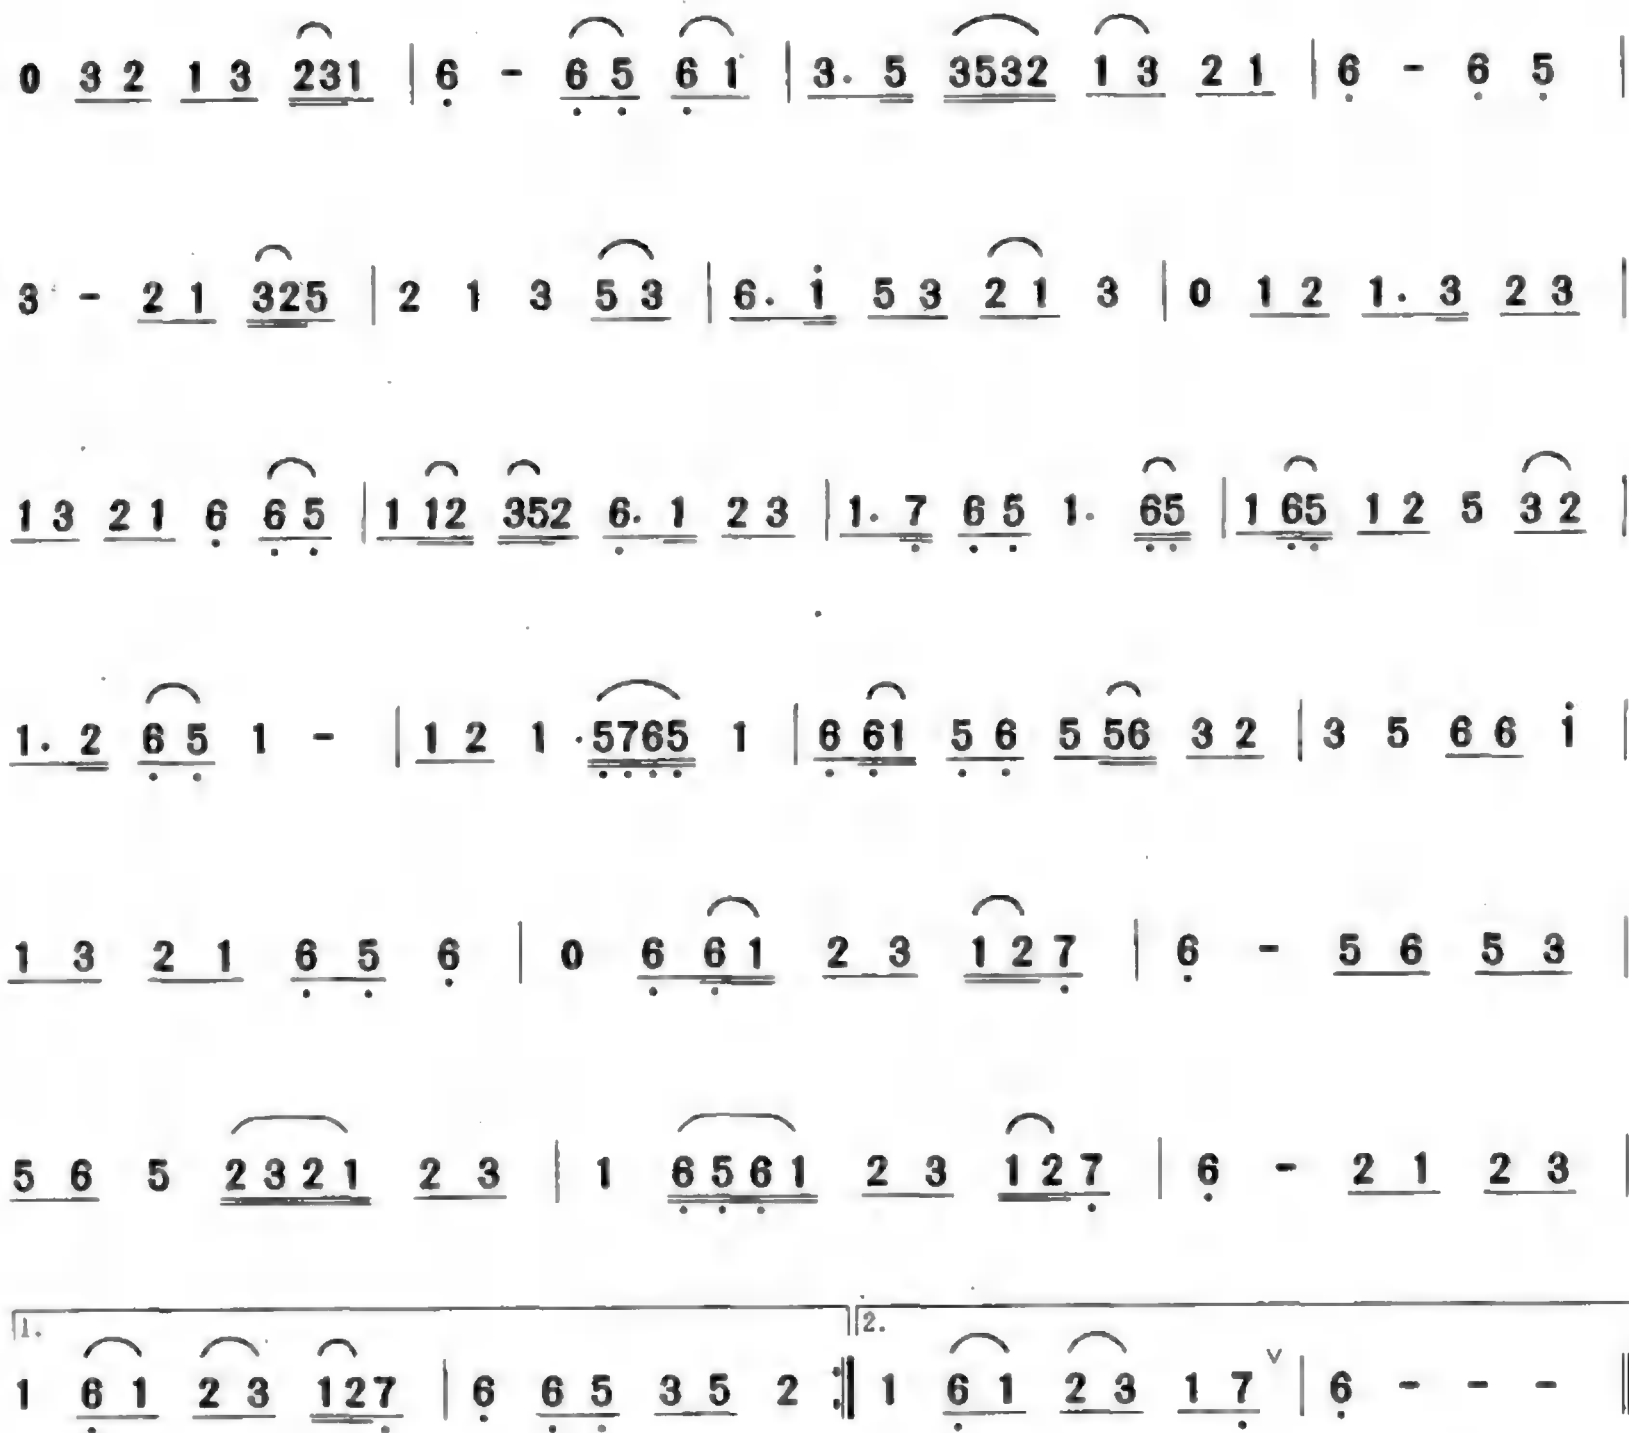 0 3 2 1 3 231 | 6 - 6 5 6 1 | 3. 5 3532 1 3 2 1 | 6 - 6 5 |
3 - 2 1 325 | 2 1 3 5 3 | 6. i 5 3 2 1 3 | 0 1 2 1. 3 2 3 |
1 3 2 1 6 6 5 | 1 12 352 6. 1 2 3 | 1. 7 6 5 1. 65 | 1 65 1 2 5 3 2 |
1. 2 6 5 1 - | 1 2 1 5765 1 | 6 61 5 6 5 56 3 2 | 3 5 6 6 i |
1 3 2 1 6 5 6 | 0 6 6 1 2 3 1 2 7 | 6 - 5 6 5 3 |
5 6 5 2 3 2 1 2 3 | 1 6 5 6 1 2 3 1 2 7 | 6 - 2 1 2 3 |
1. 2.
1 6 1 2 3 127 | 6 6 5 3 5 2 :‖ 1 6 1 2 3 1 7 ∨ | 6 - - - ‖